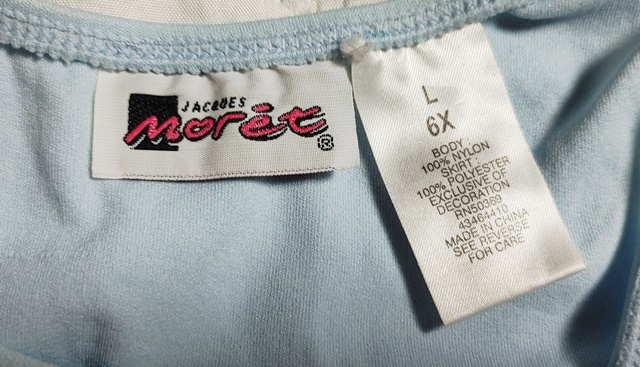 JACQUES
Morét®
L
6X
BODY:
100% NYLON
SKIRT:
100% POLYESTER
EXCLUSIVE OF
DECORATION
RN50369
43464410
MADE IN CHINA
SEE REVERSE
FOR CARE